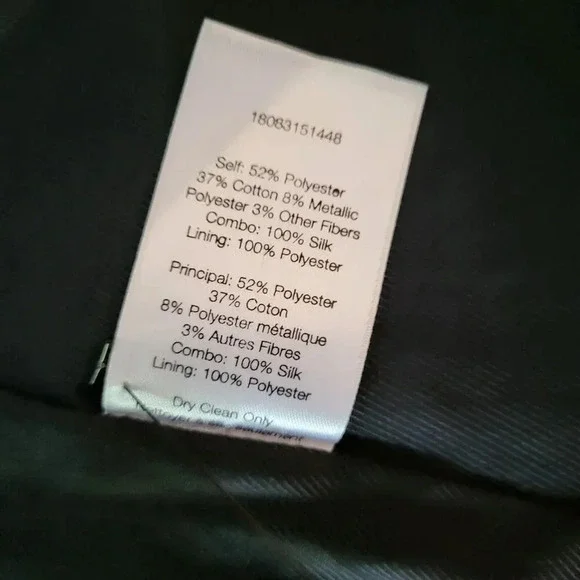 18083151448
Self: 52% Polyester
37% Cotton 8% Metallic
Polyester 3% Other Fibers
Combo: 100% Silk
Lining: 100% Polyester
Principal: 52% Polyester
37% Coton
8% Polyester métallique
3% Autres Fibres
Combo: 100% Silk
Lining: 100% Polyester
Dry Clean Only